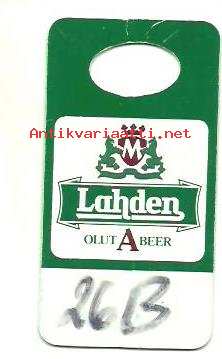 M
Antikvariaatti.net
Lahden
OLUT A BEER
26B